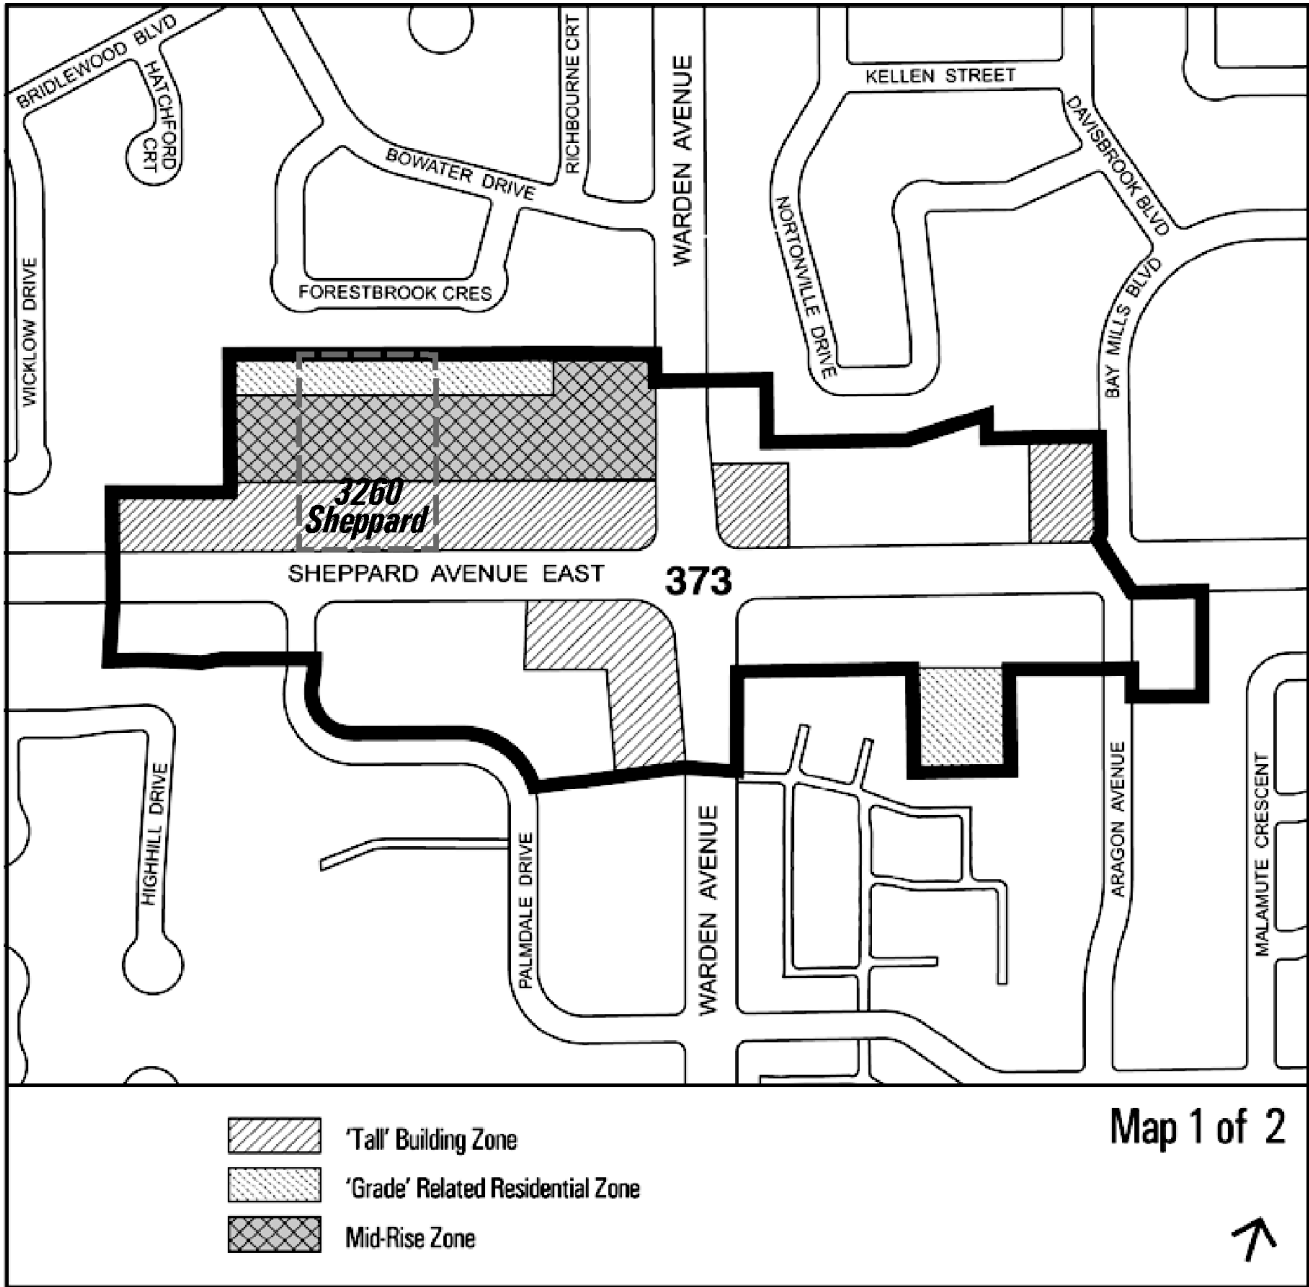 BRIDLEWOOD BLVD
HATCHFORD
CRT
RICHBOURNE CRT
WARDEN AVENUE
KELLEN STREET
DAVISBROOK BLVD
BOWATER DRIVE
NORTONVILLE DRIVE
WICKLOW DRIVE
FORESTBROOK CRES
BAY MILLS BLVD
3260
Sheppard
SHEPPARD AVENUE EAST
373
HIGHHILL DRIVE
PALMDALE DRIVE
WARDEN AVENUE
ARAGON AVENUE
MALAMUTE CRESCENT
'Tall' Building Zone
'Grade' Related Residential Zone
Mid-Rise Zone
Map 1 of 2